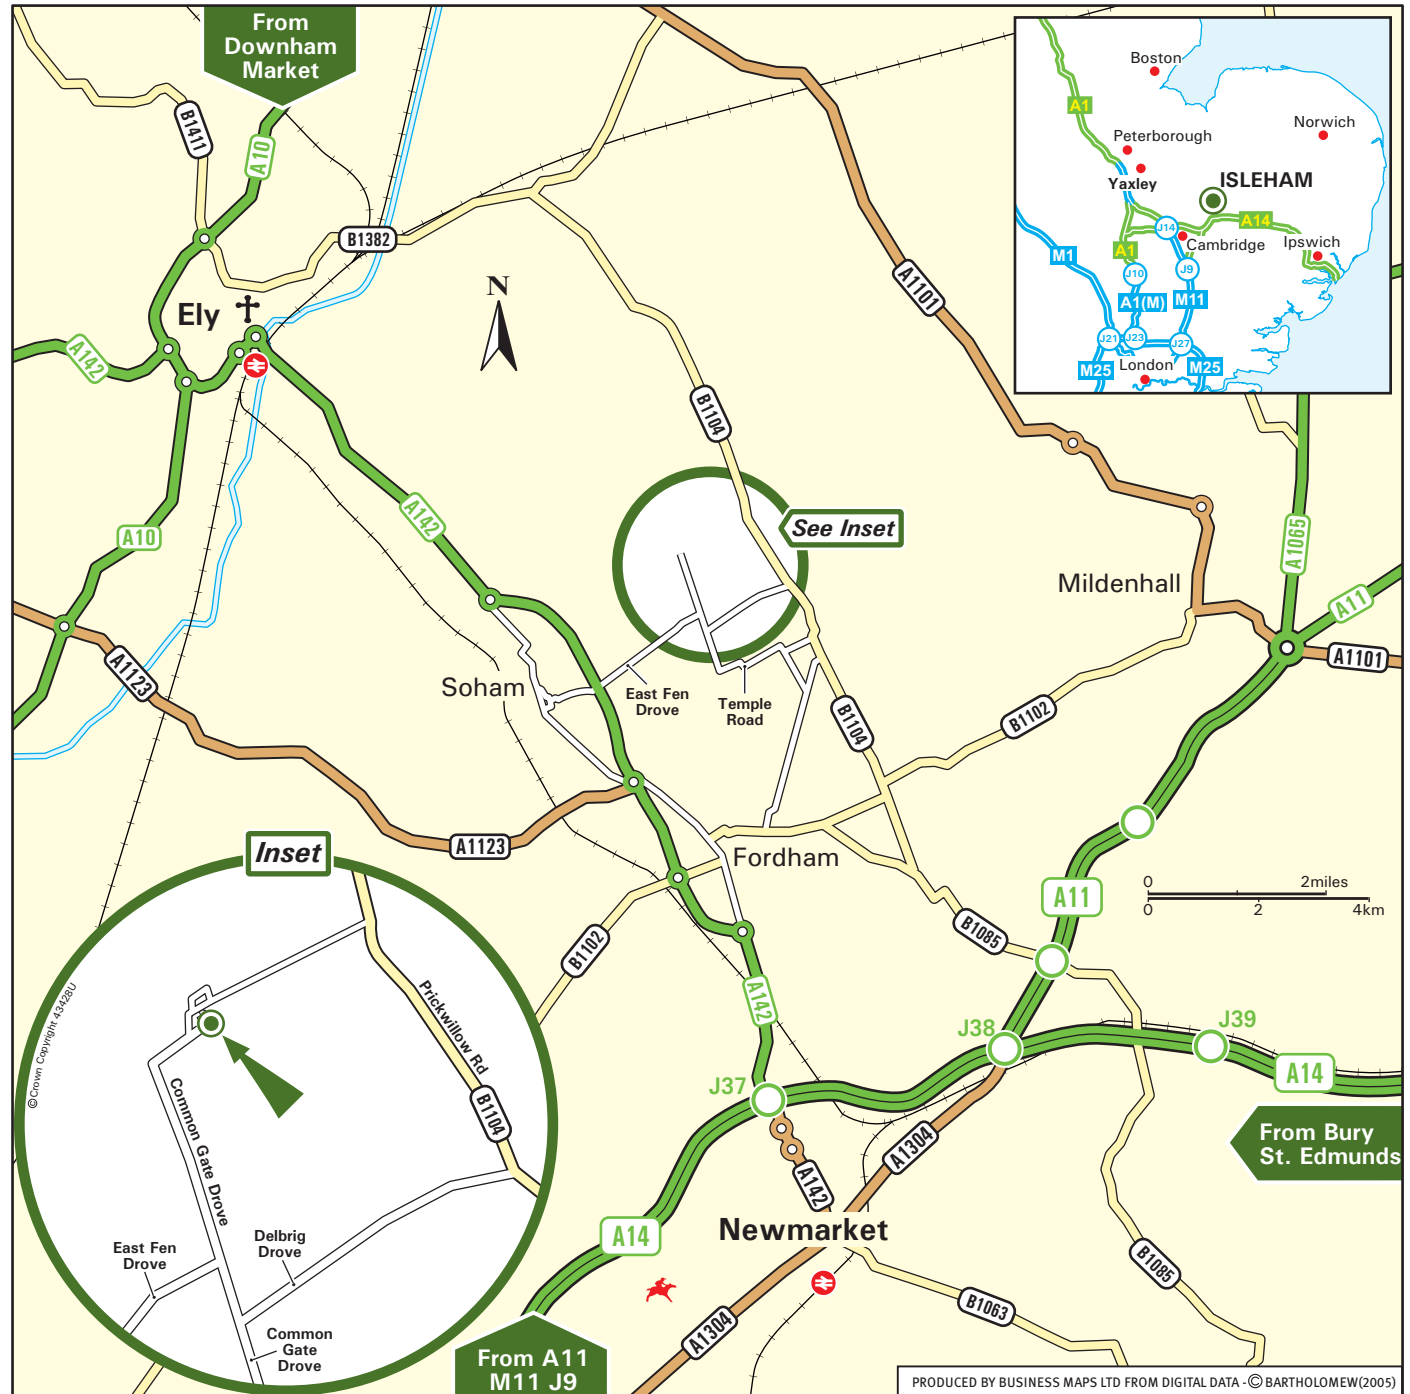 From
Downham
Market
B1411
A10
B1382
Ely
A142
N
A1101
Boston
A1
Peterborough
Norwich
Yaxley
ISLEHAM
A14
J14
A1
Cambridge
Ipswich
M1
J10
J9
A1(M)
M11
J21
J23
J27
M25
London
M25
B1104
A142
See Inset
A10
A1065
Mildenhall
A11
A1101
A1123
Soham
East Fen
Drove
Temple
Road
B1104
B1102
A1123
Fordham
A11
0
2miles
0
2
4km
B1102
B1085
A142
J38
J39
A14
J37
From Bury
St. Edmunds
A1304
A142
A14
Newmarket
B1085
B1063
A1304
From A11
M11 J9
Inset
©Crown Copyright 43428U
Prickwillow Rd
B1104
Common Gate Drove
East Fen
Drove
Delbrig
Drove
Common
Gate
Drove
PRODUCED BY BUSINESS MAPS LTD FROM DIGITAL DATA - © BARTHOLOMEW(2005)